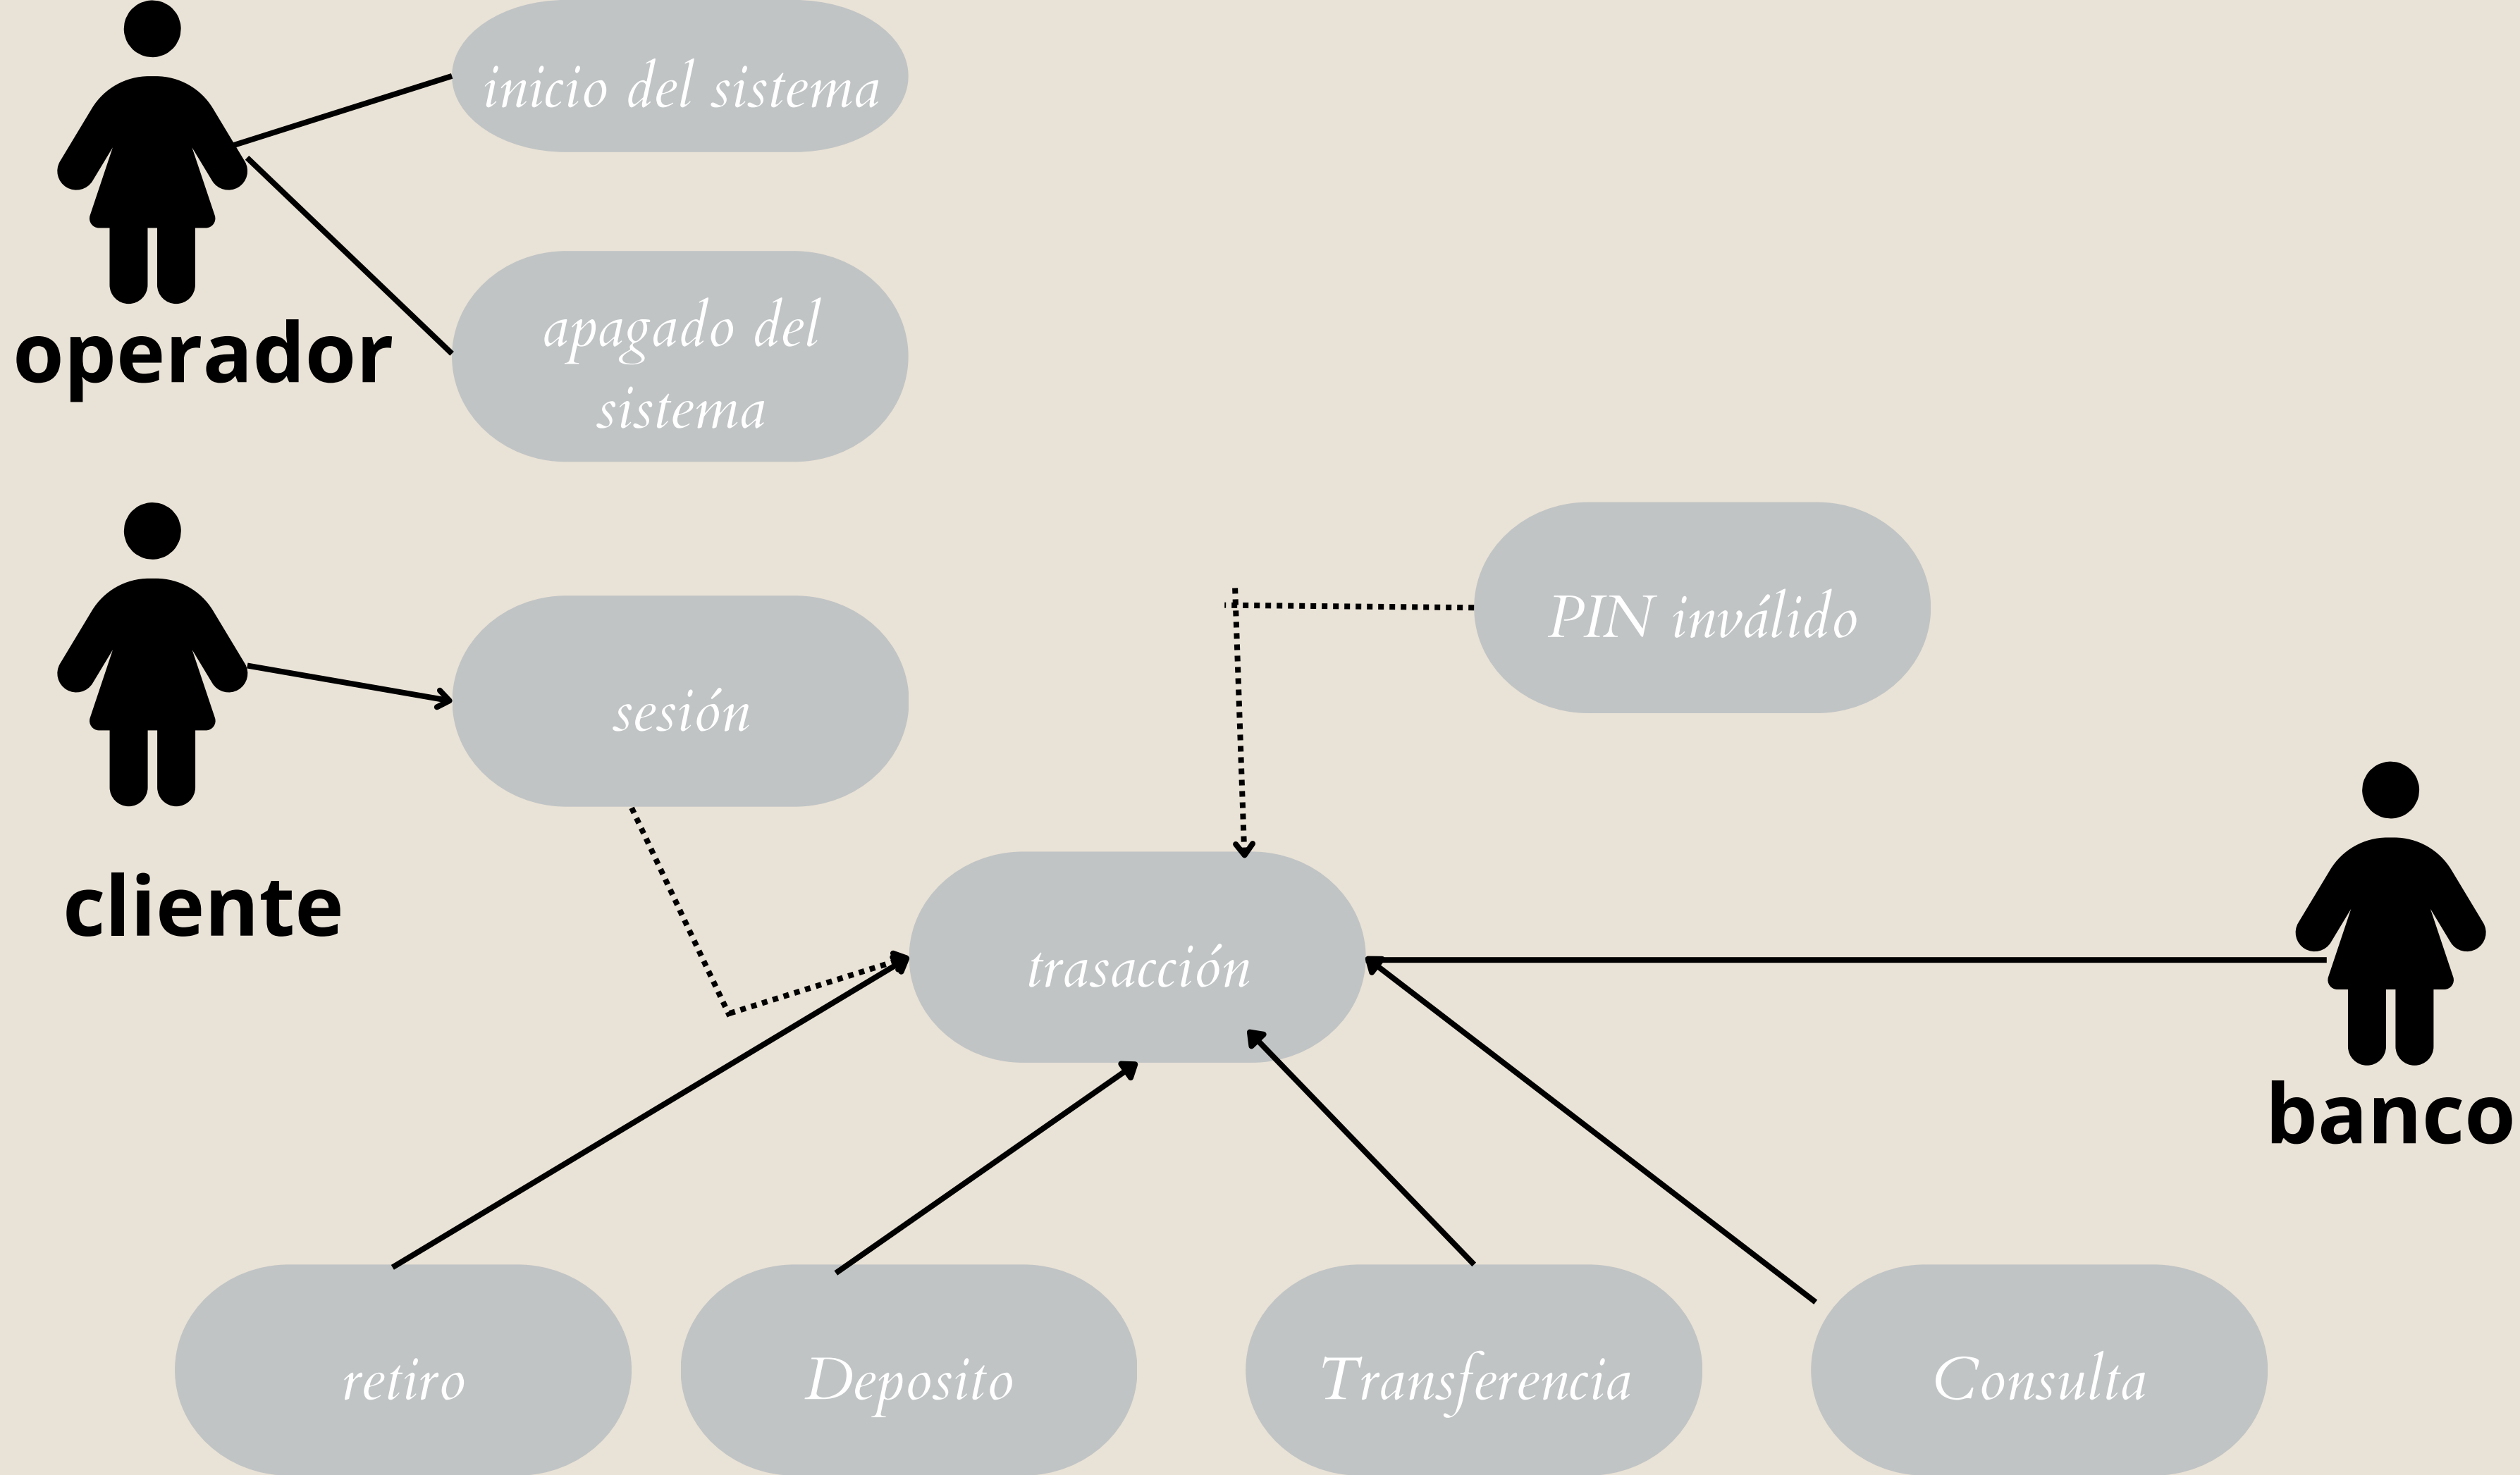 inicio del sistema
operador
apagado del
sistema
PIN inválido
sesión
cliente
trasacción
banco
retiro
Deposito
Transferencia
Consulta